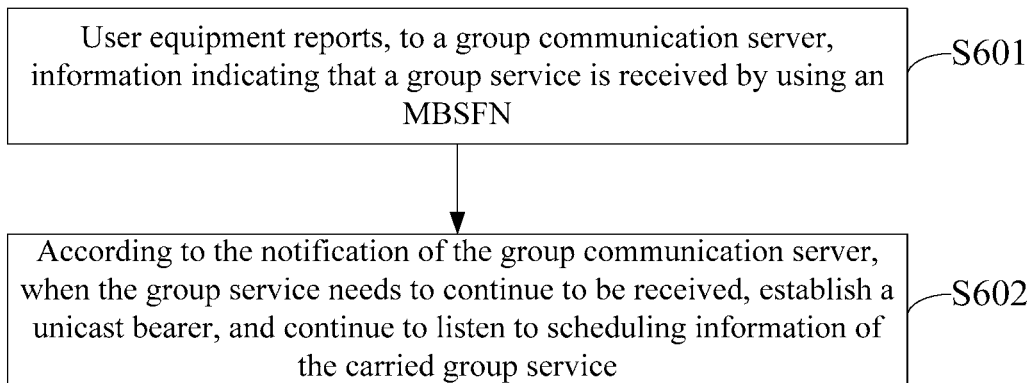 User equipment reports, to a group communication server,
information indicating that a group service is received by using an
MBSFN
S601
According to the notification of the group communication server,
when the group service needs to continue to be received, establish a
unicast bearer, and continue to listen to scheduling information of
the carried group service
S602